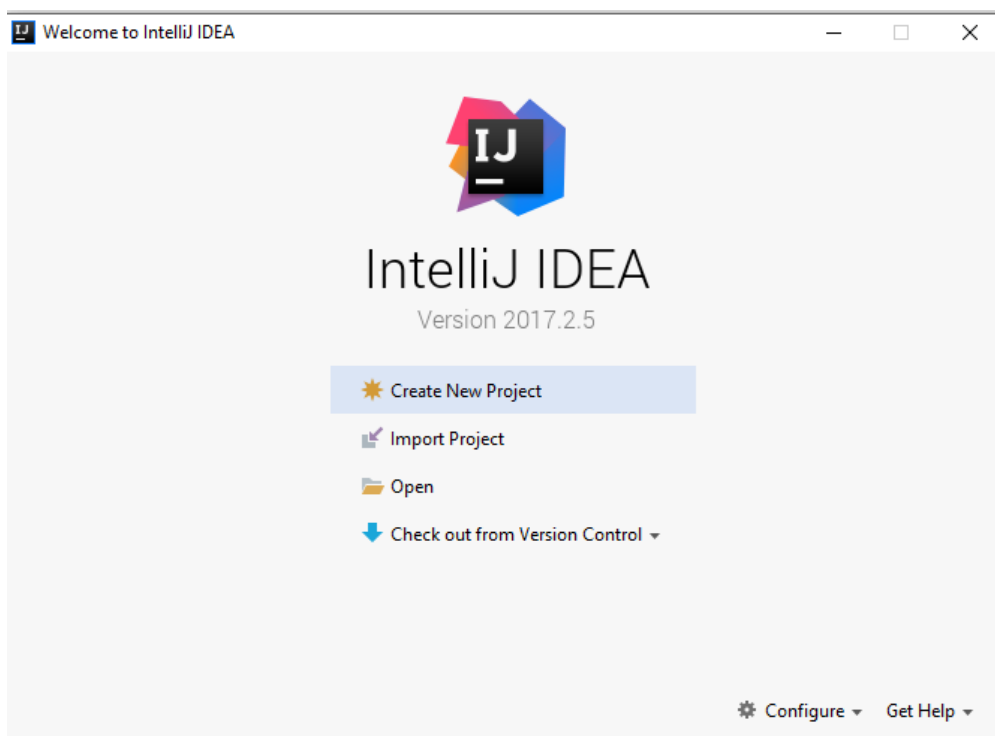 IJ Welcome to IntelliJ IDEA
IJ
IntelliJ IDEA
Version 2017.2.5
Create New Project
Import Project
Open
Check out from Version Control
Configure Get Help